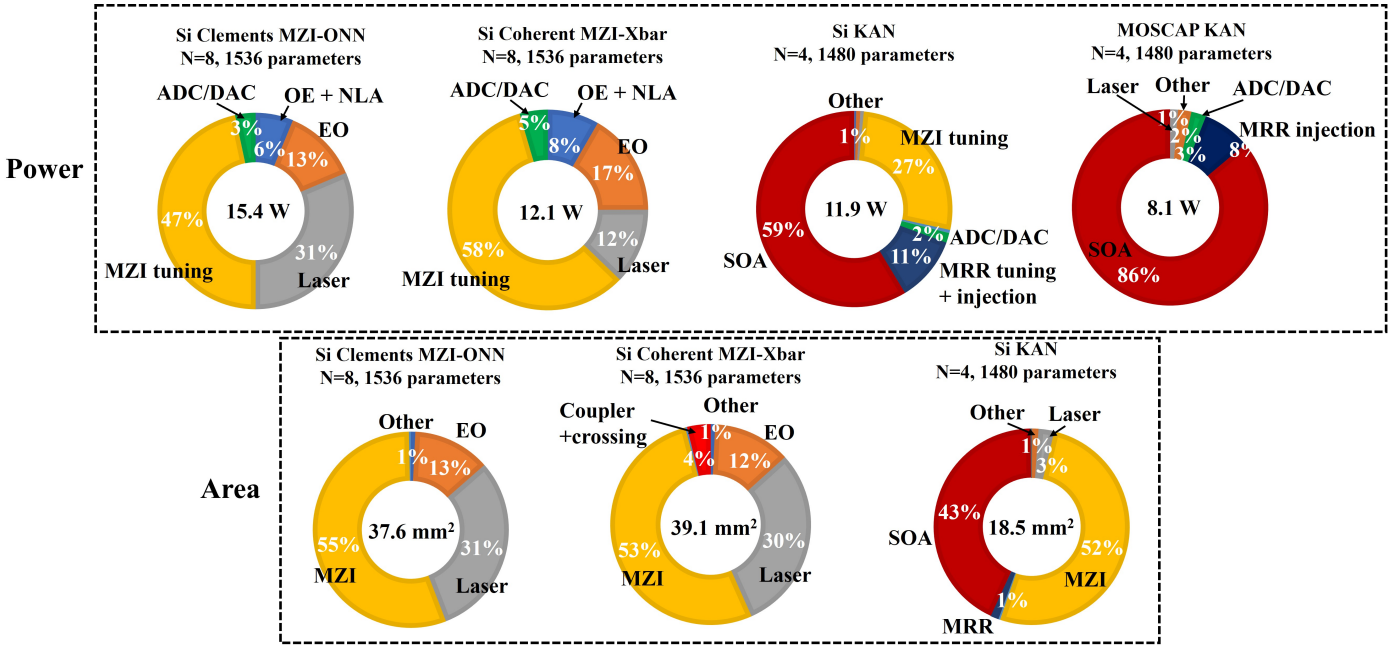 Power
Si Clements MZI-ONN
N=8, 1536 parameters
ADC/DAC
OE + NLA
EO
3%
6%
13%
47%
15.4 W
31%
MZI tuning
Laser
Si Coherent MZI-Xbar
N=8, 1536 parameters
ADC/DAC
OE + NLA
EO
5%
8%
17%
12.1 W
58%
12%
MZI tuning
Laser
Si KAN
N=4, 1480 parameters
Other
1%
MZI tuning
27%
11.9 W
59%
2%
ADC/DAC
SOA
11%
MRR tuning
+ injection
MOSCAP KAN
N=4, 1480 parameters
Laser
Other
ADC/DAC
1%
2%
3%
MRR injection
8%
8.1 W
SOA
86%
Area
Si Clements MZI-ONN
N=8, 1536 parameters
Other
EO
1%
13%
37.6 mm²
55%
31%
MZI
Laser
Si Coherent MZI-Xbar
N=8, 1536 parameters
Coupler
+crossing
Other
1%
EO
4%
12%
39.1 mm²
53%
30%
MZI
Laser
Si KAN
N=4, 1480 parameters
Other
Laser
1%
3%
43%
18.5 mm²
SOA
52%
MZI
1%
MRR